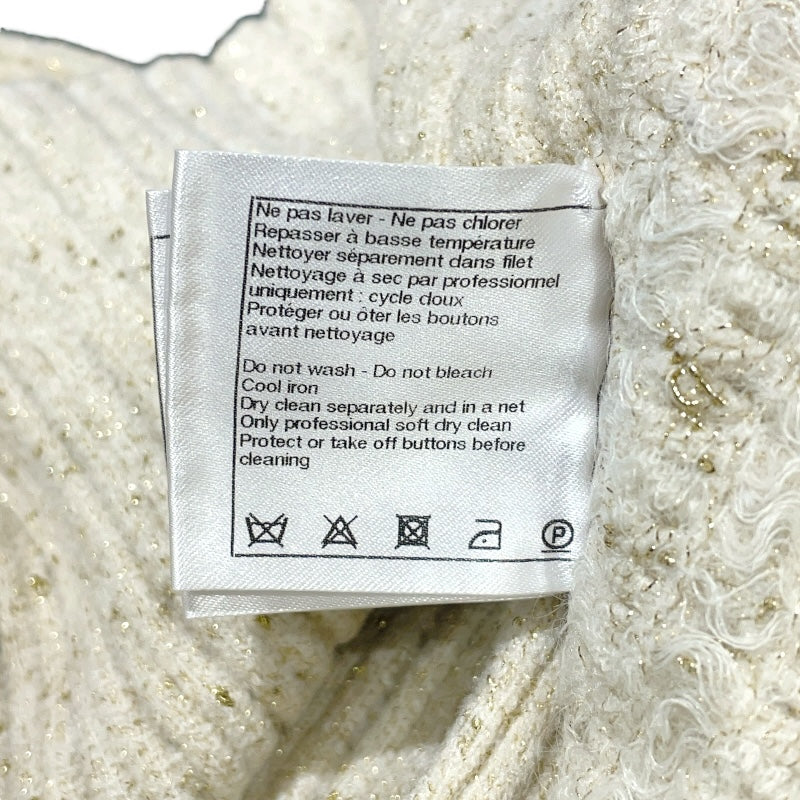 Ne pas laver - Ne pas chlorer
Repasser à basse température
Nettoyer séparement dans filet
Nettoyage à sec par professionnel
uniquement : cycle doux
Protéger ou ôter les boutons
avant nettoyage
Do not wash - Do not bleach
Cool iron
Dry clean separately and in a net
Only professional soft dry clean
Protect or take off buttons before
cleaning
P